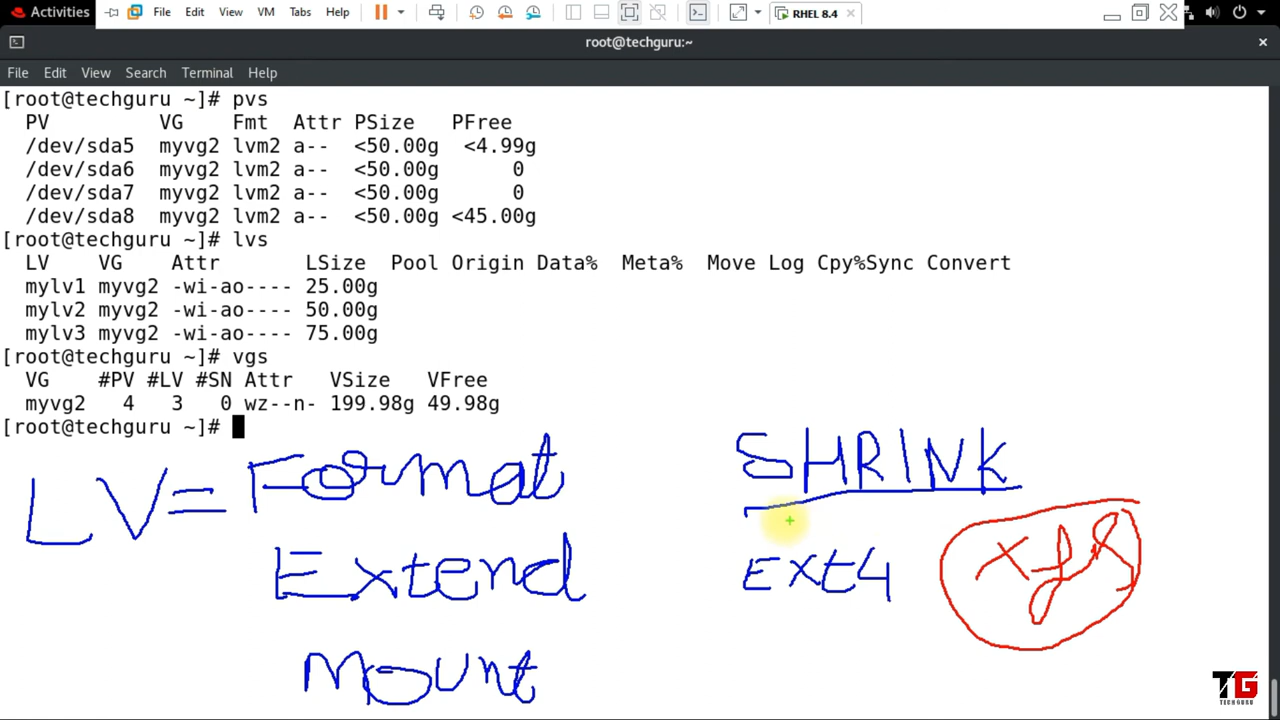 Activities File Edit View VM Tabs Help RHEL 8.4
root@techguru:~
File Edit View Search Terminal Help
[root@techguru ~]# pvs
PV VG Fmt Attr PSize PFree
/dev/sda5 myvg2 lvm2 a-- <50.00g <4.99g
/dev/sda6 myvg2 lvm2 a-- <50.00g 0
/dev/sda7 myvg2 lvm2 a-- <50.00g 0
/dev/sda8 myvg2 lvm2 a-- <50.00g <45.00g
[root@techguru ~]# lvs
LV VG Attr LSize Pool Origin Data% Meta% Move Log Cpy%Sync Convert
mylv1 myvg2 -wi-ao---- 25.00g
mylv2 myvg2 -wi-ao---- 50.00g
mylv3 myvg2 -wi-ao---- 75.00g
[root@techguru ~]# vgs
VG #PV #LV #SN Attr VSize VFree
myvg2 4 3 0 wz--n- 199.98g 49.98g
[root@techguru ~]#
LV = Format
Extend
Mount
SHRINK
Ext4 xfs
TG
TECHGURU